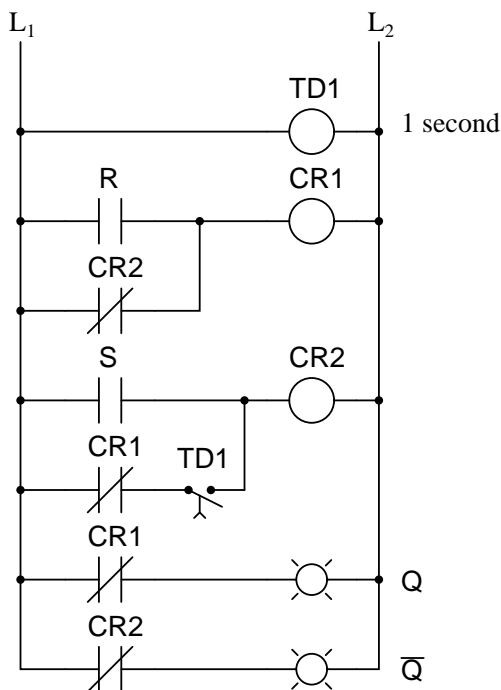 L₁ L₂
TD1
1 second
R CR1
CR2
S CR2
CR1 TD1
CR1
Q
CR2
Q̅